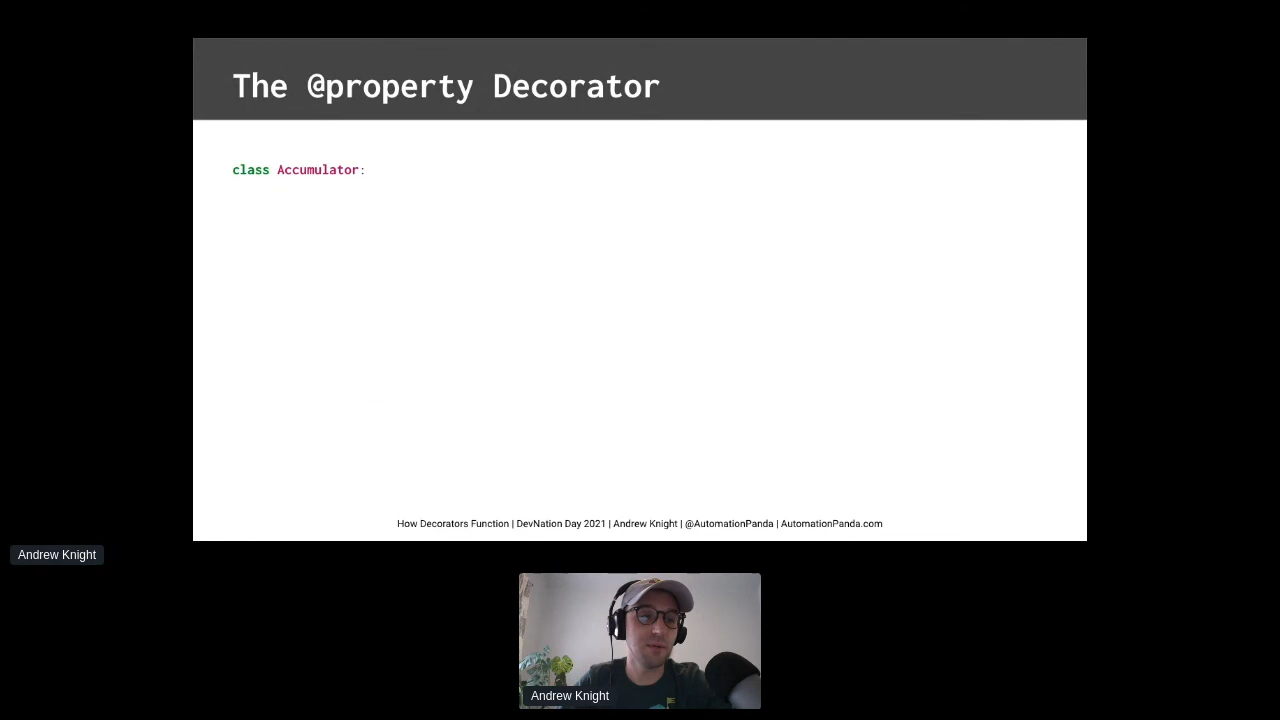 The @property Decorator
class Accumulator:
How Decorators Function | DevNation Day 2021 | Andrew Knight | @AutomationPanda | AutomationPanda.com
Andrew Knight
Andrew Knight